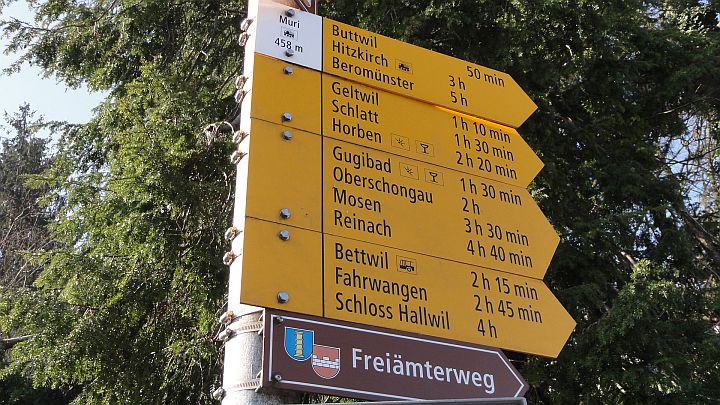 Muri
458 m
Buttwil 50 min
Hitzkirch 3 h
Beromünster 5 h
Geltwil 1 h 10 min
Schlatt 1 h 30 min
Horben 2 h 20 min
Gugibad 1 h 30 min
Oberschongau 2 h
Mosen 3 h 30 min
Reinach 4 h 40 min
Bettwil 2 h 15 min
Fahrwangen 2 h 45 min
Schloss Hallwil 4 h
Freiämterweg